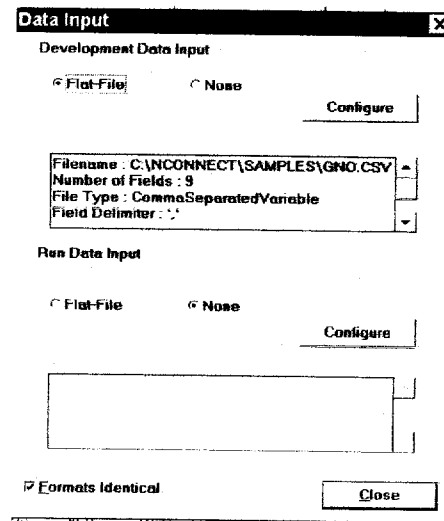 Data Input
Development Data Input
Flat-File None
Configure
Filename : C:\NCONNECT\SAMPLES\GNO.CSV
Number of Fields : 9
File Type : CommaSeparatedVariable
Field Delimiter : ','
Run Data Input
Flat-File None
Configure
Formats Identical
Close